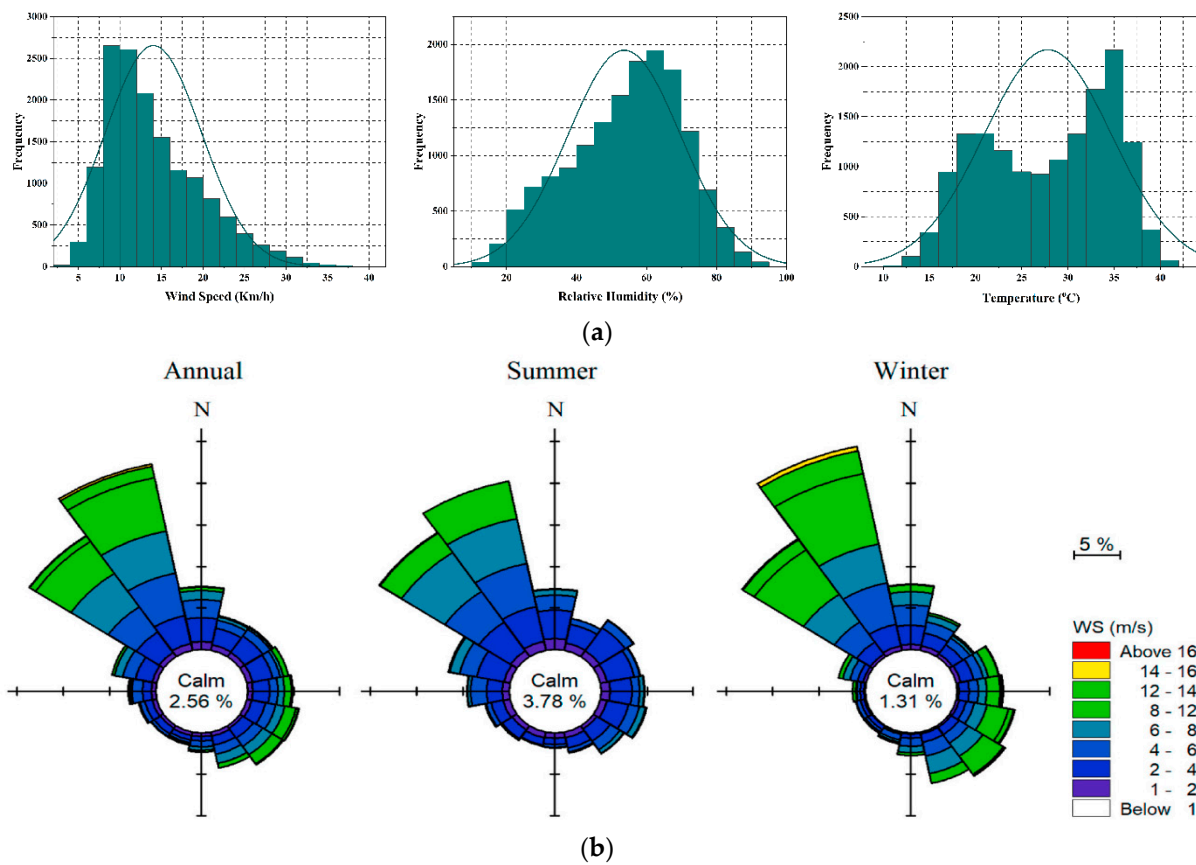 3000
2500
2000
1500
1000
500
0
Frequency
5 10 15 20 25 30 35 40
Wind Speed (Km/h)
2000
1500
1000
500
0
Frequency
20 40 60 80 100
Relative Humidity (%)
2500
2000
1500
1000
500
0
Frequency
10 15 20 25 30 35 40
Temperature (⁰C)
(a)
Annual
N
Calm
2.56 %
Summer
N
Calm
3.78 %
Winter
N
Calm
1.31 %
5 %
WS (m/s)
Above 16
14 - 16
12 - 14
8 - 12
6 - 8
4 - 6
2 - 4
1 - 2
Below 1
(b)